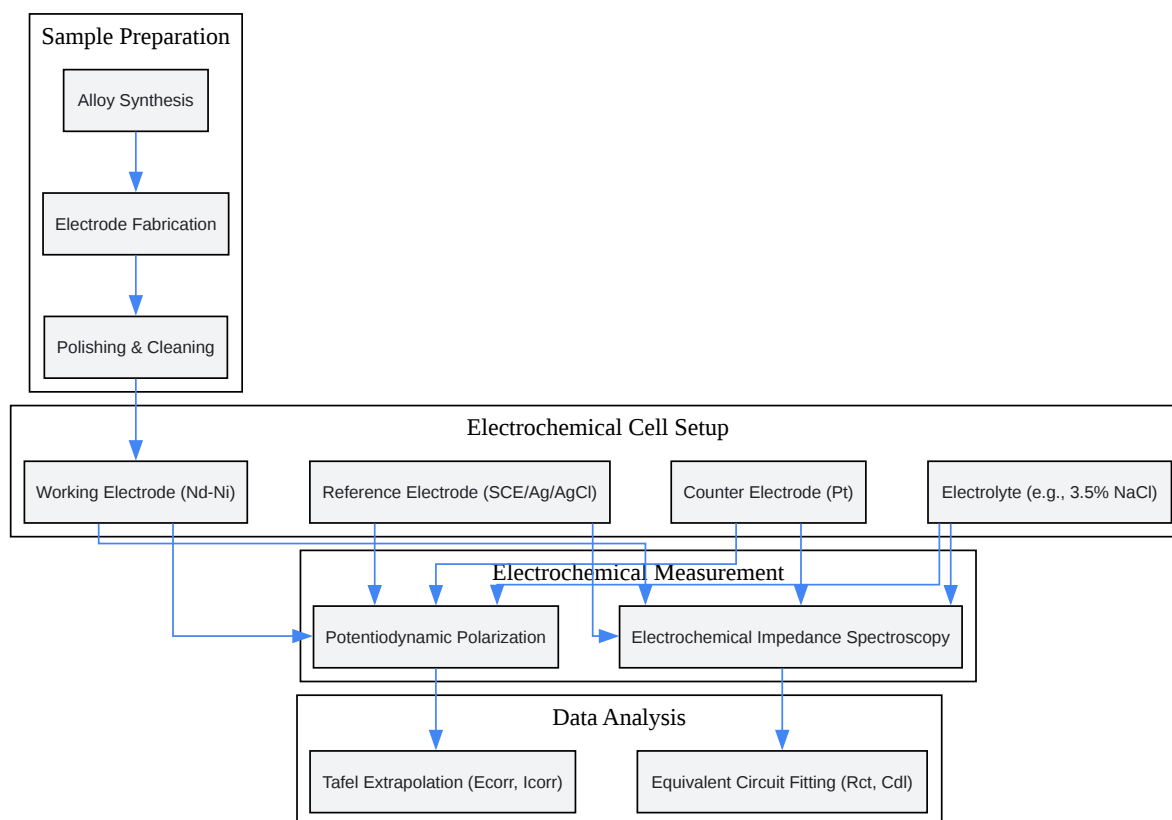 Sample Preparation
Alloy Synthesis
Electrode Fabrication
Polishing & Cleaning
Electrochemical Cell Setup
Working Electrode (Nd-Ni)
Reference Electrode (SCE/Ag/AgCl)
Counter Electrode (Pt)
Electrolyte (e.g., 3.5% NaCl)
Electrochemical Measurement
Potentiodynamic Polarization
Electrochemical Impedance Spectroscopy
Data Analysis
Tafel Extrapolation (Ecorr, Icorr)
Equivalent Circuit Fitting (Rct, Cdl)